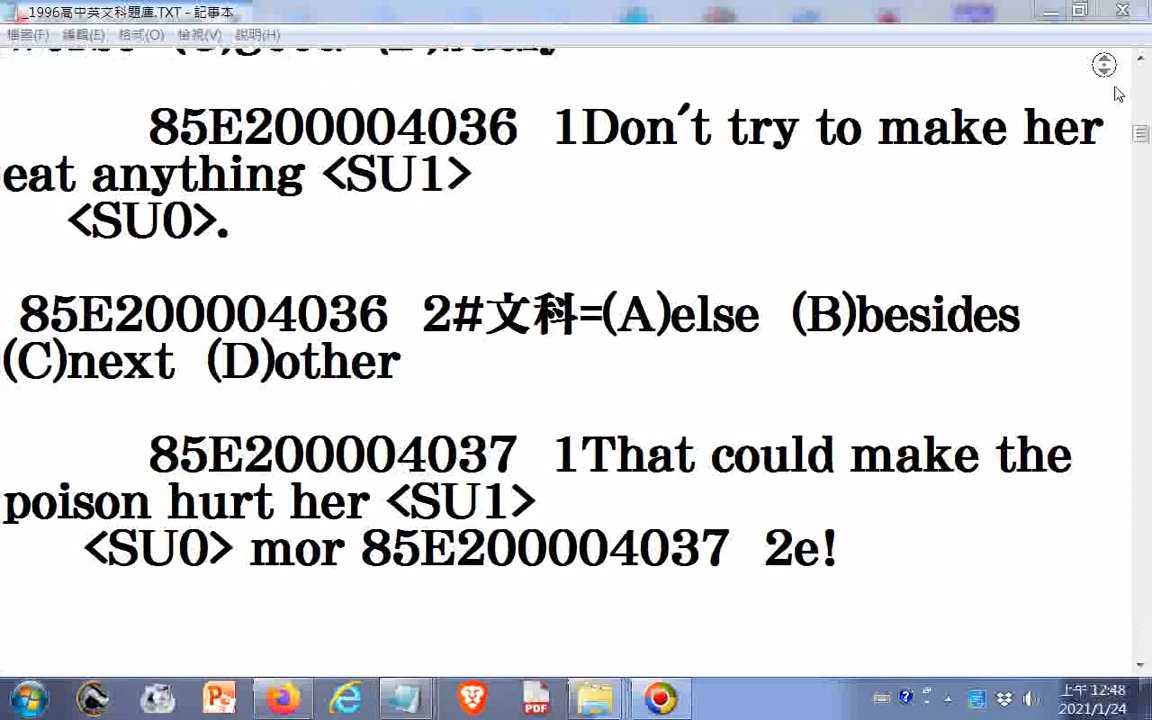 _1996高中英文科題庫.TXT - 記事本
檔案(F) 編輯(E) 格式(O) 檢視(V) 說明(H)
85E200004036 1Don't try to make her
eat anything <SU1>
<SU0>.
85E200004036 2#文科=(A)else (B)besides
(C)next (D)other
85E200004037 1That could make the
poison hurt her <SU1>
<SU0> mor 85E200004037 2e!
PDF
上午 12:48
2021/1/24